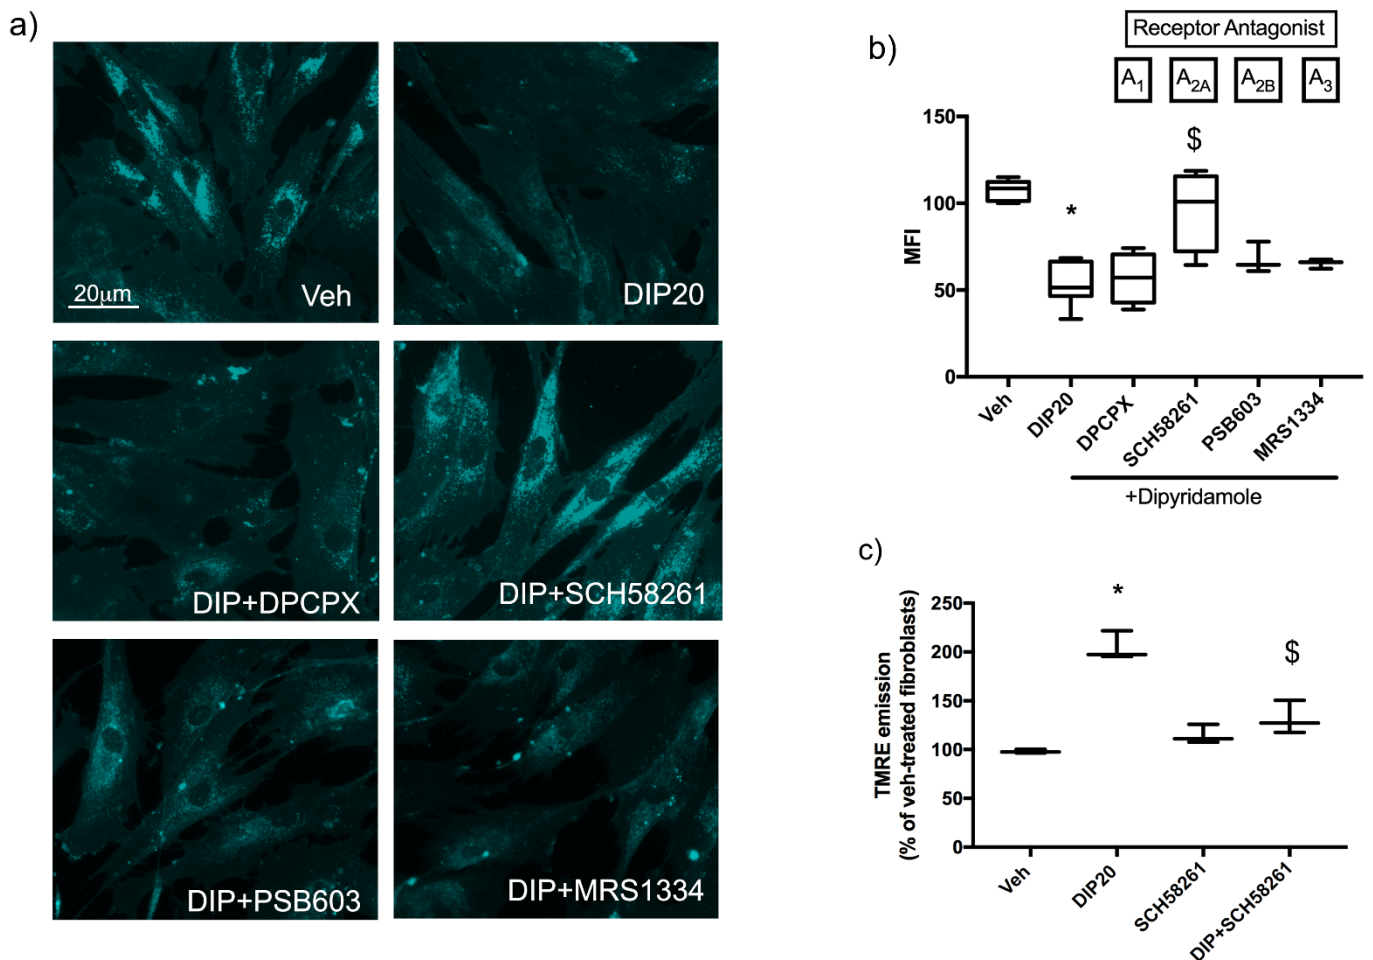 a)
Veh
20μm
DIP20
DIP+DPCPX
DIP+SCH58261
DIP+PSB603
DIP+MRS1334
b)
Receptor Antagonist
A1 A2A A2B A3
150
100
50
0
MFI
*
$
Veh
DIP20
DPCPX
SCH58261
PSB603
MRS1334
+Dipyridamole
c)
250
200
150
100
50
0
TMRE emission
(% of veh-treated fibroblasts)
*
$
Veh
DIP20
SCH58261
DIP+SCH58261